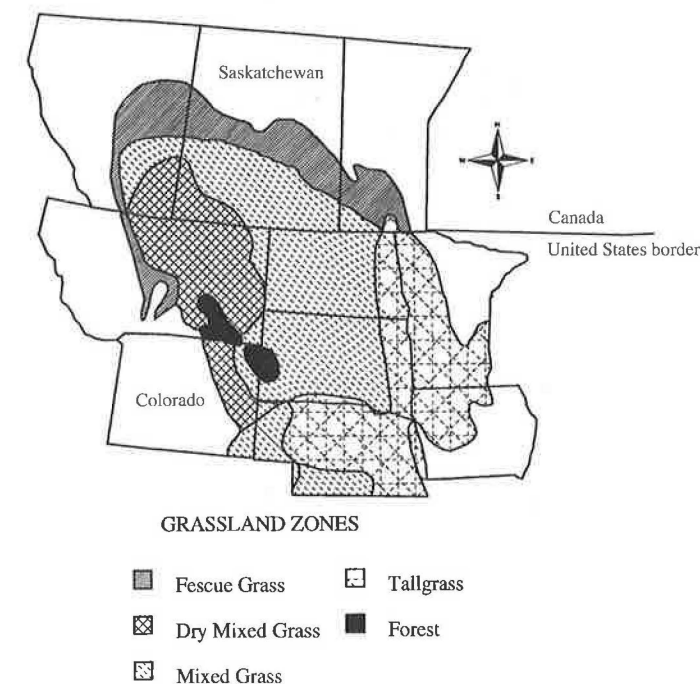 Saskatchewan
N
W
E
S
Canada
United States border
Colorado
GRASSLAND ZONES
Fescue Grass
Tallgrass
Dry Mixed Grass
Forest
Mixed Grass